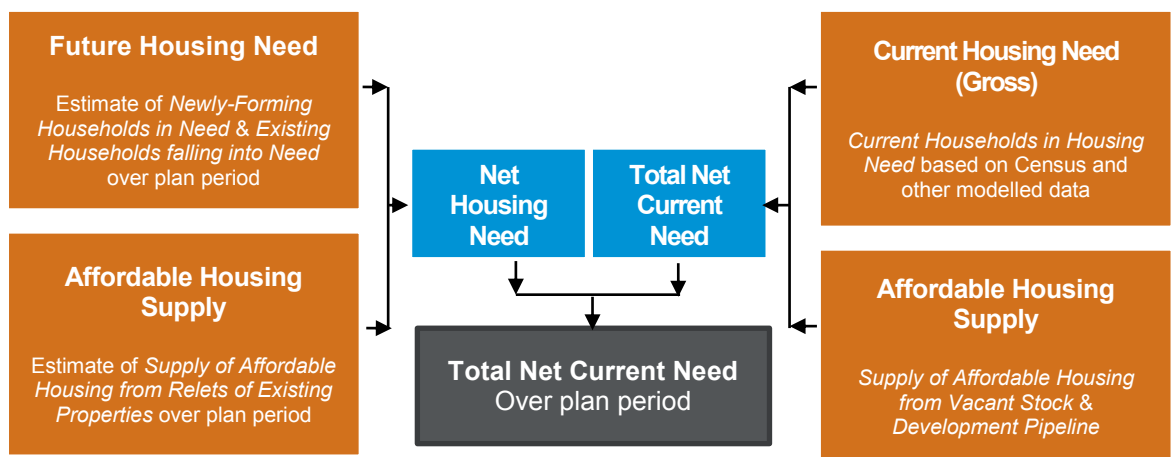 Future Housing Need
Estimate of Newly-Forming
Households in Need & Existing
Households falling into Need
over plan period
Affordable Housing
Supply
Estimate of Supply of Affordable
Housing from Relets of Existing
Properties over plan period
Net
Housing
Need
Total Net
Current
Need
Total Net Current Need
Over plan period
Current Housing Need
(Gross)
Current Households in Housing
Need based on Census and
other modelled data
Affordable Housing
Supply
Supply of Affordable Housing
from Vacant Stock &
Development Pipeline